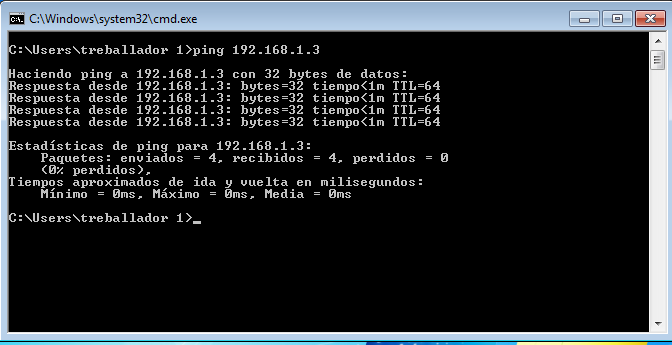 C:\Windows\system32\cmd.exe
C:\Users\treballador 1>ping 192.168.1.3
Haciendo ping a 192.168.1.3 con 32 bytes de datos:
Respuesta desde 192.168.1.3: bytes=32 tiempo<1m TTL=64
Respuesta desde 192.168.1.3: bytes=32 tiempo<1m TTL=64
Respuesta desde 192.168.1.3: bytes=32 tiempo<1m TTL=64
Respuesta desde 192.168.1.3: bytes=32 tiempo<1m TTL=64
Estadísticas de ping para 192.168.1.3:
Paquetes: enviados = 4, recibidos = 4, perdidos = 0
(0% perdidos),
Tiempos aproximados de ida y vuelta en milisegundos:
Mínimo = 0ms, Máximo = 0ms, Media = 0ms
C:\Users\treballador 1>_